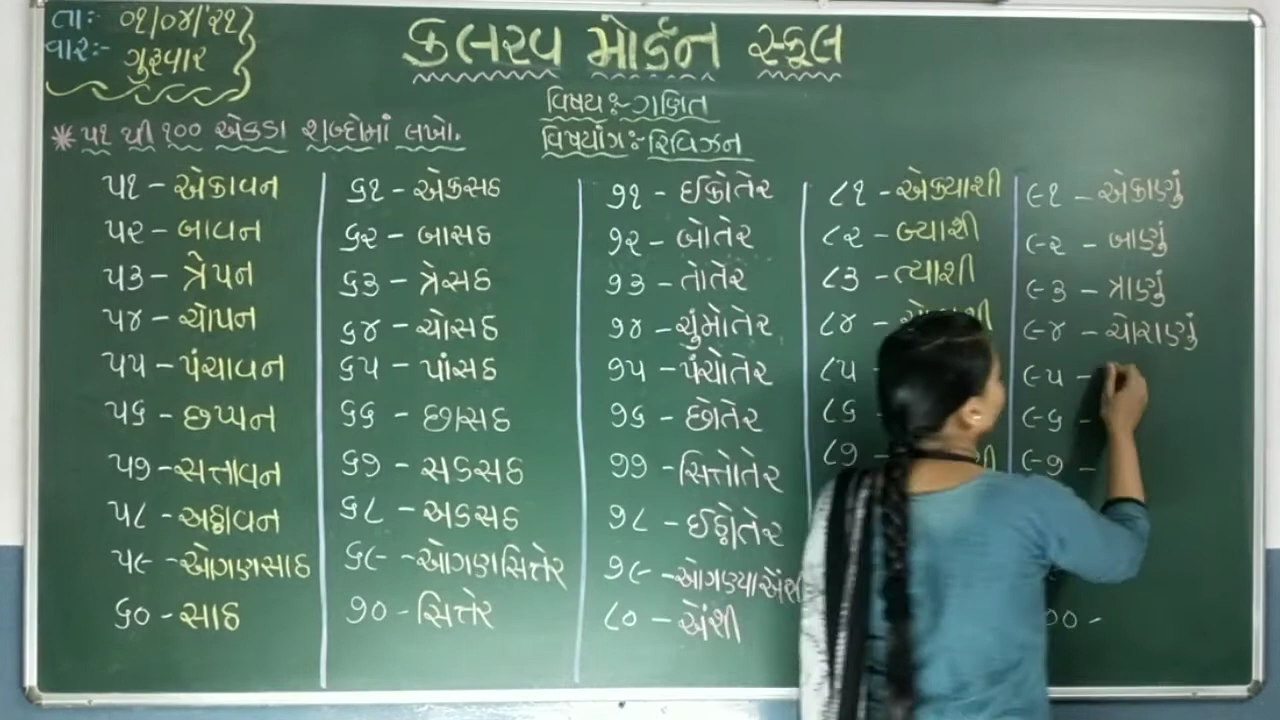 તાઃ ૦૧/૦૪/'૨૧
વારઃ- ગુરૂવાર
કલરવ મોર્ડન સ્કૂલ
વિષયઃ-ગણિત
* ૫૧ થી ૧૦૦ એકડા શબ્દોમાં લખો.
વિષયાંગઃ-રિવિઝન
૫૧ - એકાવન
૫૨ - બાવન
૫૩ - ત્રેપન
૫૪ - ચોપન
૫૫ - પંચાવન
૫૬ - છપ્પન
૫૭ - સત્તાવન
૫૮ - અઠ્ઠાવન
૫૯ - ઓગણસાઠ
૬૦ - સાઠ
૬૧ - એકસઠ
૬૨ - બાસઠ
૬૩ - ત્રેસઠ
૬૪ - ચોસઠ
૬૫ - પાંસઠ
૬૬ - છાસઠ
૬૭ - સડસઠ
૬૮ - અડસઠ
૬૯ - ઓગણસિત્તેર
૭૦ - સિત્તેર
૭૧ - ઈકોતેર
૭૨ - બોતેર
૭૩ - તોતેર
૭૪ - ચુંમોતેર
૭૫ - પંચોતેર
૭૬ - છોતેર
૭૭ - સિત્તોતેર
૭૮ - ઈઠ્ઠોતેર
૭૯ - ઓગણ્યાએંશી
૮૦ - એંશી
૮૧ - એક્યાશી
૮૨ - બ્યાશી
૮૩ - ત્યાશી
૮૪ -
૮૫ -
૮૬ -
૮૭
૯૧ - એકાણું
૯૨ - બાણું
૯૩ - ત્રાણું
૯૪ - ચોરાણું
૯૫ -
૯૬ -
૯૭ -